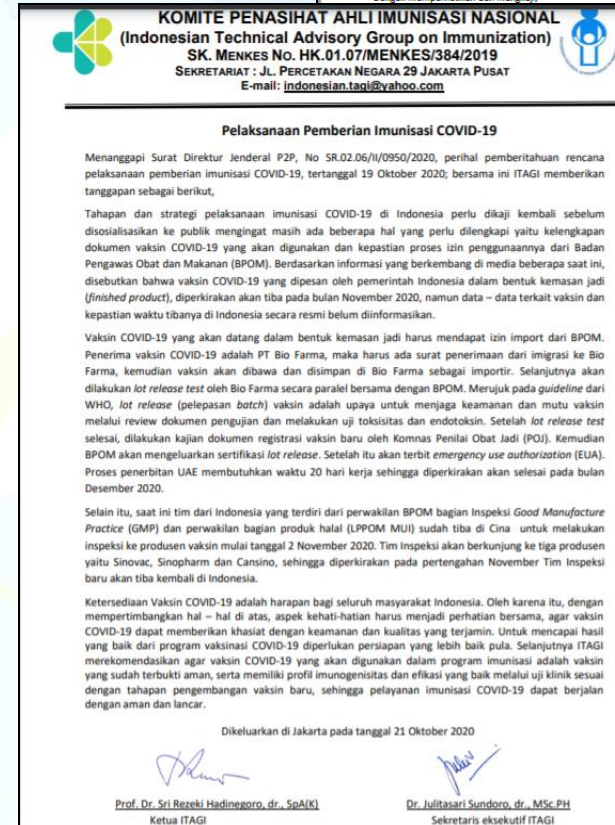 KOMITE PENASIHAT AHLI IMUNISASI NASIONAL
(Indonesian Technical Advisory Group on Immunization)
SK. MENKES NO. HK.01.07/MENKES/384/2019
SEKRETARIAT : JL. PERCETAKAN NEGARA 29 JAKARTA PUSAT
E-mail: indonesian.tagi@yahoo.com
Pelaksanaan Pemberian Imunisasi COVID-19
Menanggapi Surat Direktur Jenderal P2P, No SR.02.06/II/0950/2020, perihal pemberitahuan rencana
pelaksanaan pemberian imunisasi COVID-19, tertanggal 19 Oktober 2020; bersama ini ITAGI memberikan
tanggapan sebagai berikut,
Tahapan dan strategi pelaksanaan imunisasi COVID-19 di Indonesia perlu dikaji kembali sebelum
disosialisasikan ke publik mengingat masih ada beberapa hal yang perlu dilengkapi yaitu kelengkapan
dokumen vaksin COVID-19 yang akan digunakan dan kepastian proses izin penggunaannya dari Badan
Pengawas Obat dan Makanan (BPOM). Berdasarkan informasi yang berkembang di media beberapa saat ini,
disebutkan bahwa vaksin COVID-19 yang dipesan oleh pemerintah Indonesia dalam bentuk kemasan jadi
(finished product), diperkirakan akan tiba pada bulan November 2020, namun data – data terkait vaksin dan
kepastian waktu tibanya di Indonesia secara resmi belum diinformasikan.
Vaksin COVID-19 yang akan datang dalam bentuk kemasan jadi harus mendapat izin import dari BPOM.
Penerima vaksin COVID-19 adalah PT Bio Farma, maka harus ada surat penerimaan dari imigrasi ke Bio
Farma, kemudian vaksin akan dibawa dan disimpan di Bio Farma sebagai importir. Selanjutnya akan
dilakukan lot release test oleh Bio Farma secara paralel bersama dengan BPOM. Merujuk pada guideline dari
WHO, lot release (pelepasan batch) vaksin adalah upaya untuk menjaga keamanan dan mutu vaksin
melalui review dokumen pengujian dan melakukan uji toksisitas dan endotoksin. Setelah lot release test
selesai, dilakukan kajian dokumen registrasi vaksin baru oleh Komnas Penilai Obat Jadi (POJ). Kemudian
BPOM akan mengeluarkan sertifikasi lot release. Setelah itu akan terbit emergency use authorization (EUA).
Proses penerbitan UAE membutuhkan waktu 20 hari kerja sehingga diperkirakan akan selesai pada bulan
Desember 2020.
Selain itu, saat ini tim dari Indonesia yang terdiri dari perwakilan BPOM bagian Inspeksi Good Manufacture
Practice (GMP) dan perwakilan bagian produk halal (LPPOM MUI) sudah tiba di Cina untuk melakukan
inspeksi ke produsen vaksin mulai tanggal 2 November 2020. Tim Inspeksi akan berkunjung ke tiga produsen
yaitu Sinovac, Sinopharm dan Cansino, sehingga diperkirakan pada pertengahan November Tim Inspeksi
baru akan tiba kembali di Indonesia.
Ketersediaan Vaksin COVID-19 adalah harapan bagi seluruh masyarakat Indonesia. Oleh karena itu, dengan
mempertimbangkan hal – hal di atas, aspek kehati-hatian harus menjadi perhatian bersama, agar vaksin
COVID-19 dapat memberikan khasiat dengan keamanan dan kualitas yang terjamin. Untuk mencapai hasil
yang baik dari program vaksinasi COVID-19 diperlukan persiapan yang lebih baik pula. Selanjutnya ITAGI
merekomendasikan agar vaksin COVID-19 yang akan digunakan dalam program imunisasi adalah vaksin
yang sudah terbukti aman, serta memiliki profil imunogenisitas dan efikasi yang baik melalui uji klinik sesuai
dengan tahapan pengembangan vaksin baru, sehingga pelayanan imunisasi COVID-19 dapat berjalan
dengan aman dan lancar.
Dikeluarkan di Jakarta pada tanggal 21 Oktober 2020
Prof. Dr. Sri Rezeki Hadinegoro, dr., SpA(K)
Ketua ITAGI
Dr. Julitasari Sundoro, dr., MSc.PH
Sekretaris eksekutif ITAGI